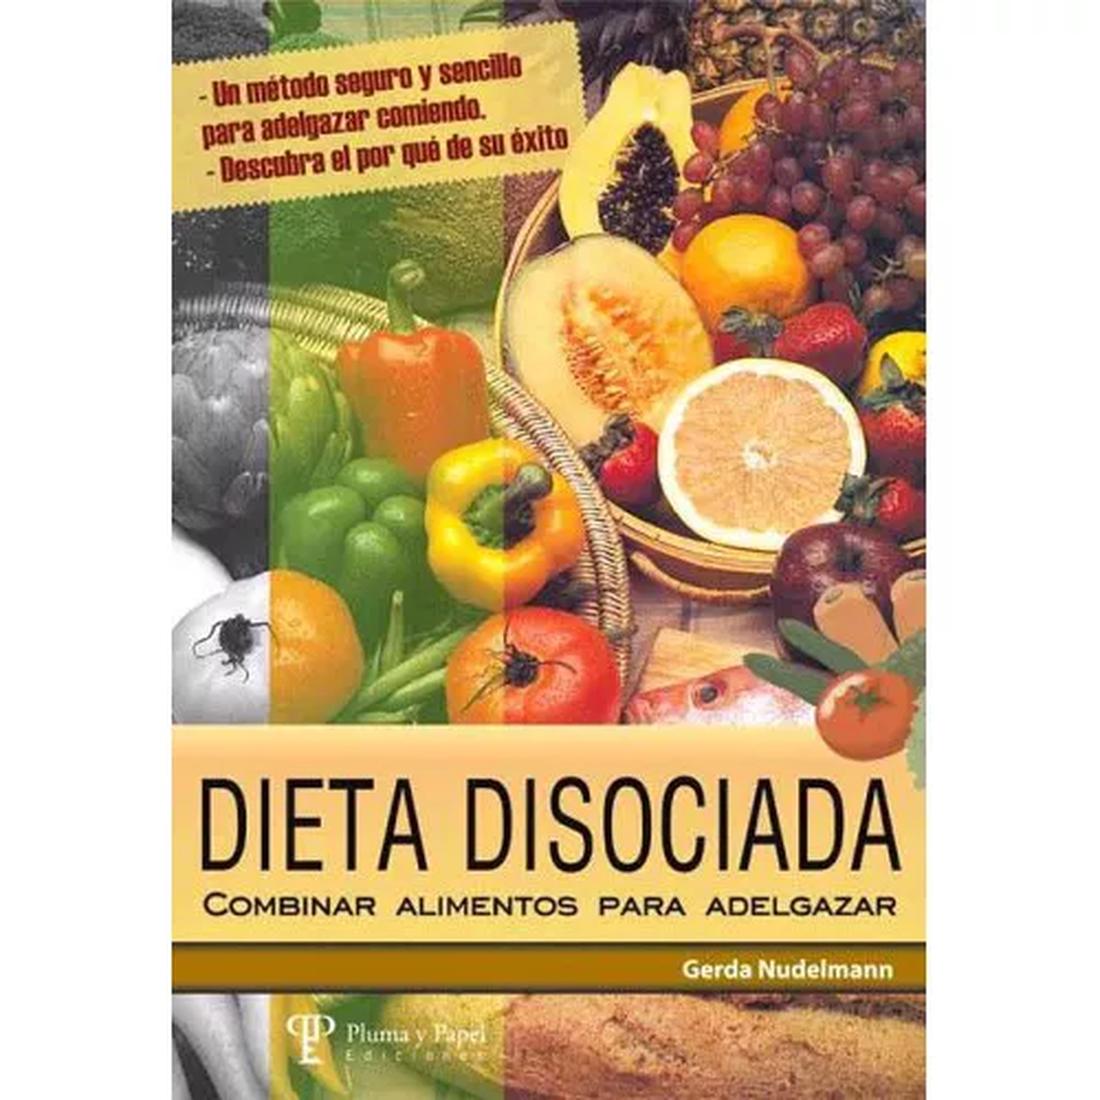 - Un método seguro y sencillo
para adelgazar comiendo.
- Descubra el por qué de su éxito
DIETA DISOCIADA
COMBINAR ALIMENTOS PARA ADELGAZAR
Gerda Nudelmann
Pluma y Papel
Ediciones